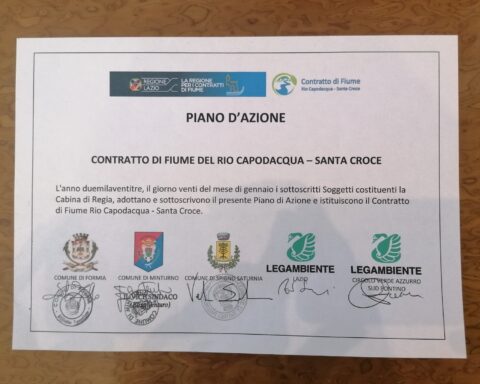 REGIONE
LAZIO
LA REGIONE
PER I CONTRATTI
DI FIUME
Contratto di Fiume
Rio Capodacqua - Santa Croce
PIANO D'AZIONE
CONTRATTO DI FIUME DEL RIO CAPODACQUA – SANTA CROCE
L'anno duemilaventitre, il giorno venti del mese di gennaio i sottoscritti Soggetti costituenti la
Cabina di Regia, adottano e sottoscrivono il presente Piano di Azione e istituiscono il Contratto
di Fiume Rio Capodacqua - Santa Croce.
COMUNE DI FORMIA
COMUNE DI MINTURNO
COMUNE DI SPIGNO SATURNIA
LEGAMBIENTE
LAZIO
LEGAMBIENTE
CIRCOLO VERDE AZZURRO
SUD PONTINO
SINDACO